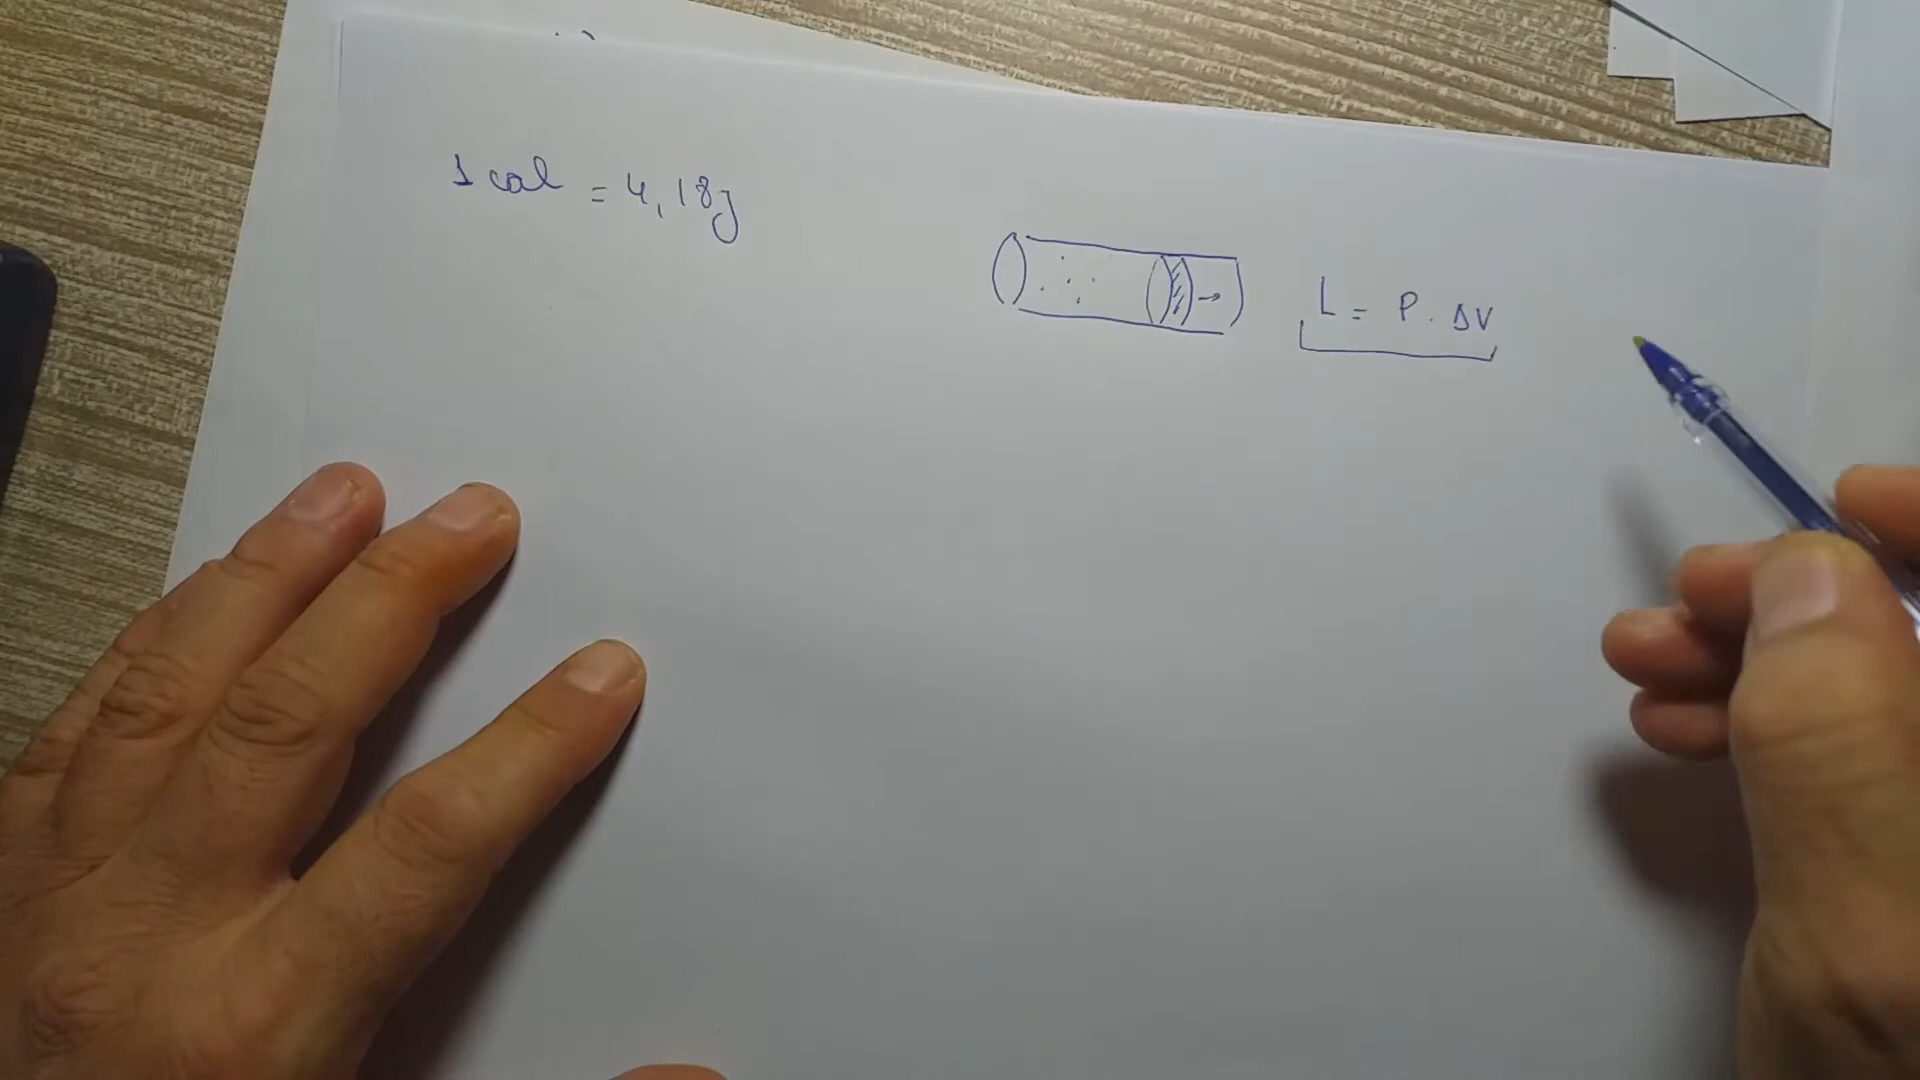 1 cal = 4,18j
L = P. ΔV